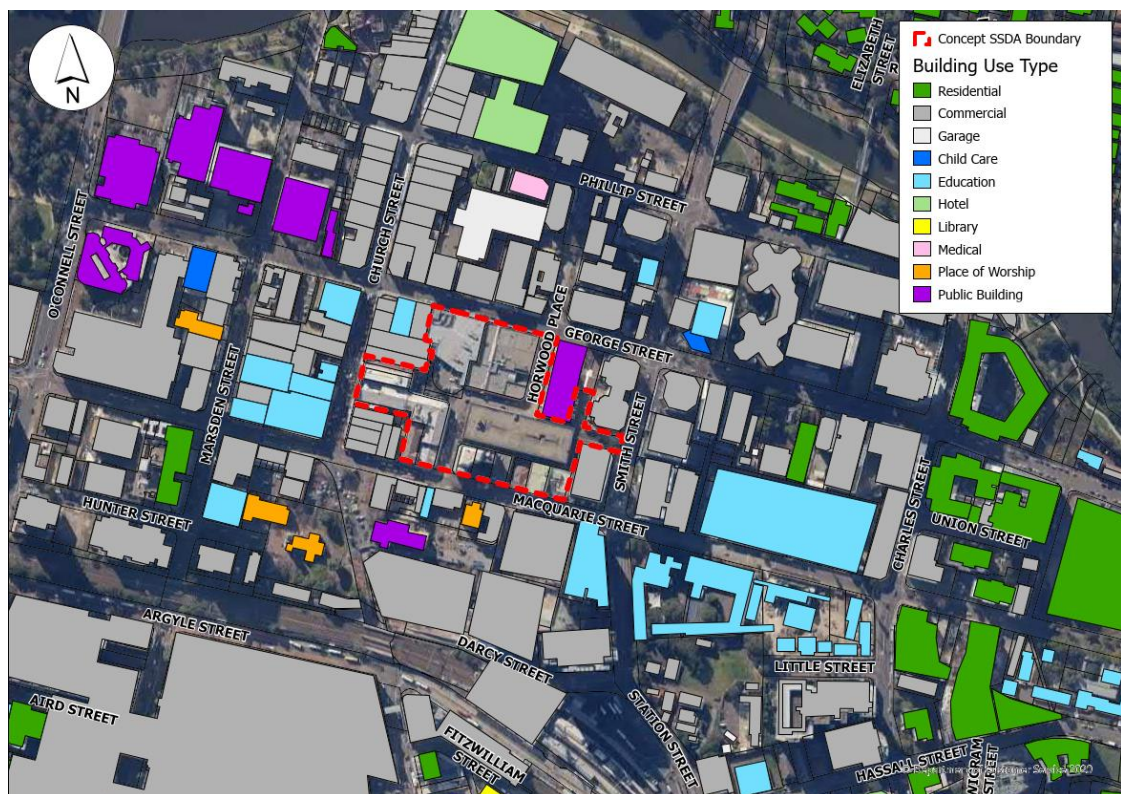 N
Concept SSDA Boundary
Building Use Type
Residential
Commercial
Garage
Child Care
Education
Hotel
Library
Medical
Place of Worship
Public Building
ELIZABETH
STREET
PHILLIP STREET
O'CONNELL STREET
CHURCH STREET
HORWOOD PLACE
GEORGE STREET
MARSDEN STREET
SMITH STREET
MACQUARIE STREET
HUNTER STREET
CHARLES STREET
UNION STREET
ARGYLE STREET
DARCY STREET
LITTLE STREET
STATION STREET
AIRD STREET
FITZWILLIAM
STREET
HASSALL STREET
WIGRAM
STREET